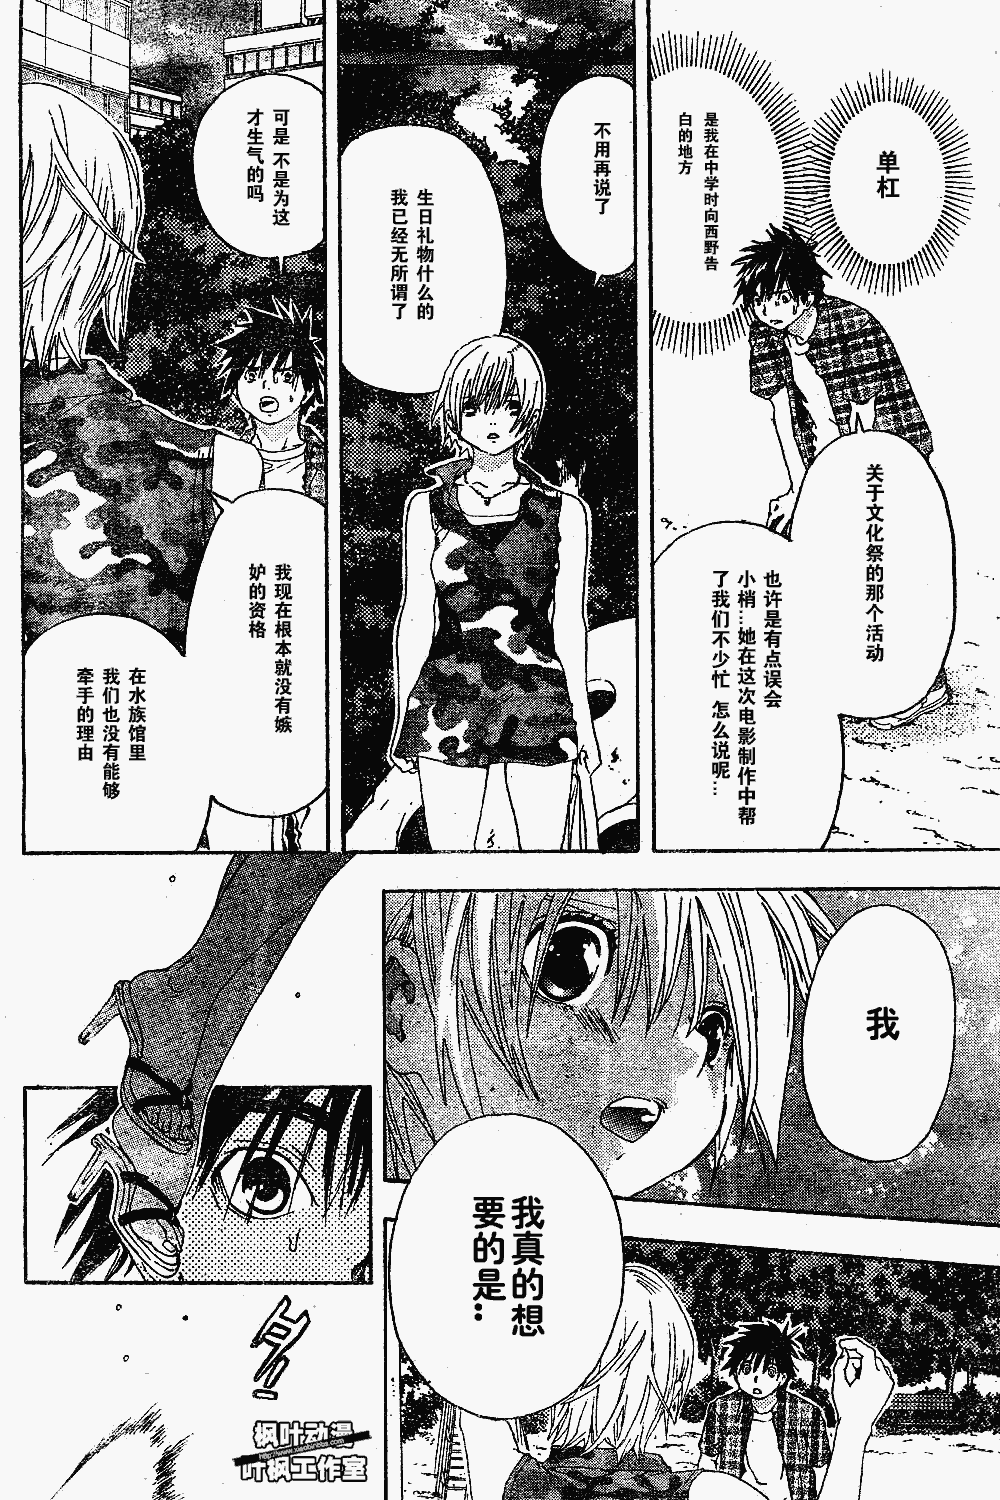 单杠
是我在中学时向西野告
白的地方
关于文化祭的那个活动
也许是有点误会
小梢…她在这次电影制作中帮
了我们不少忙 怎么说呢…
不用再说了
生日礼物什么的
我已经无所谓了
可是 不是为这
才生气的吗
我现在根本就没有嫉
妒的资格
在水族馆里
我们也没有能够
牵手的理由
我
我真的想
要的是…
枫叶动漫
叶枫工作室